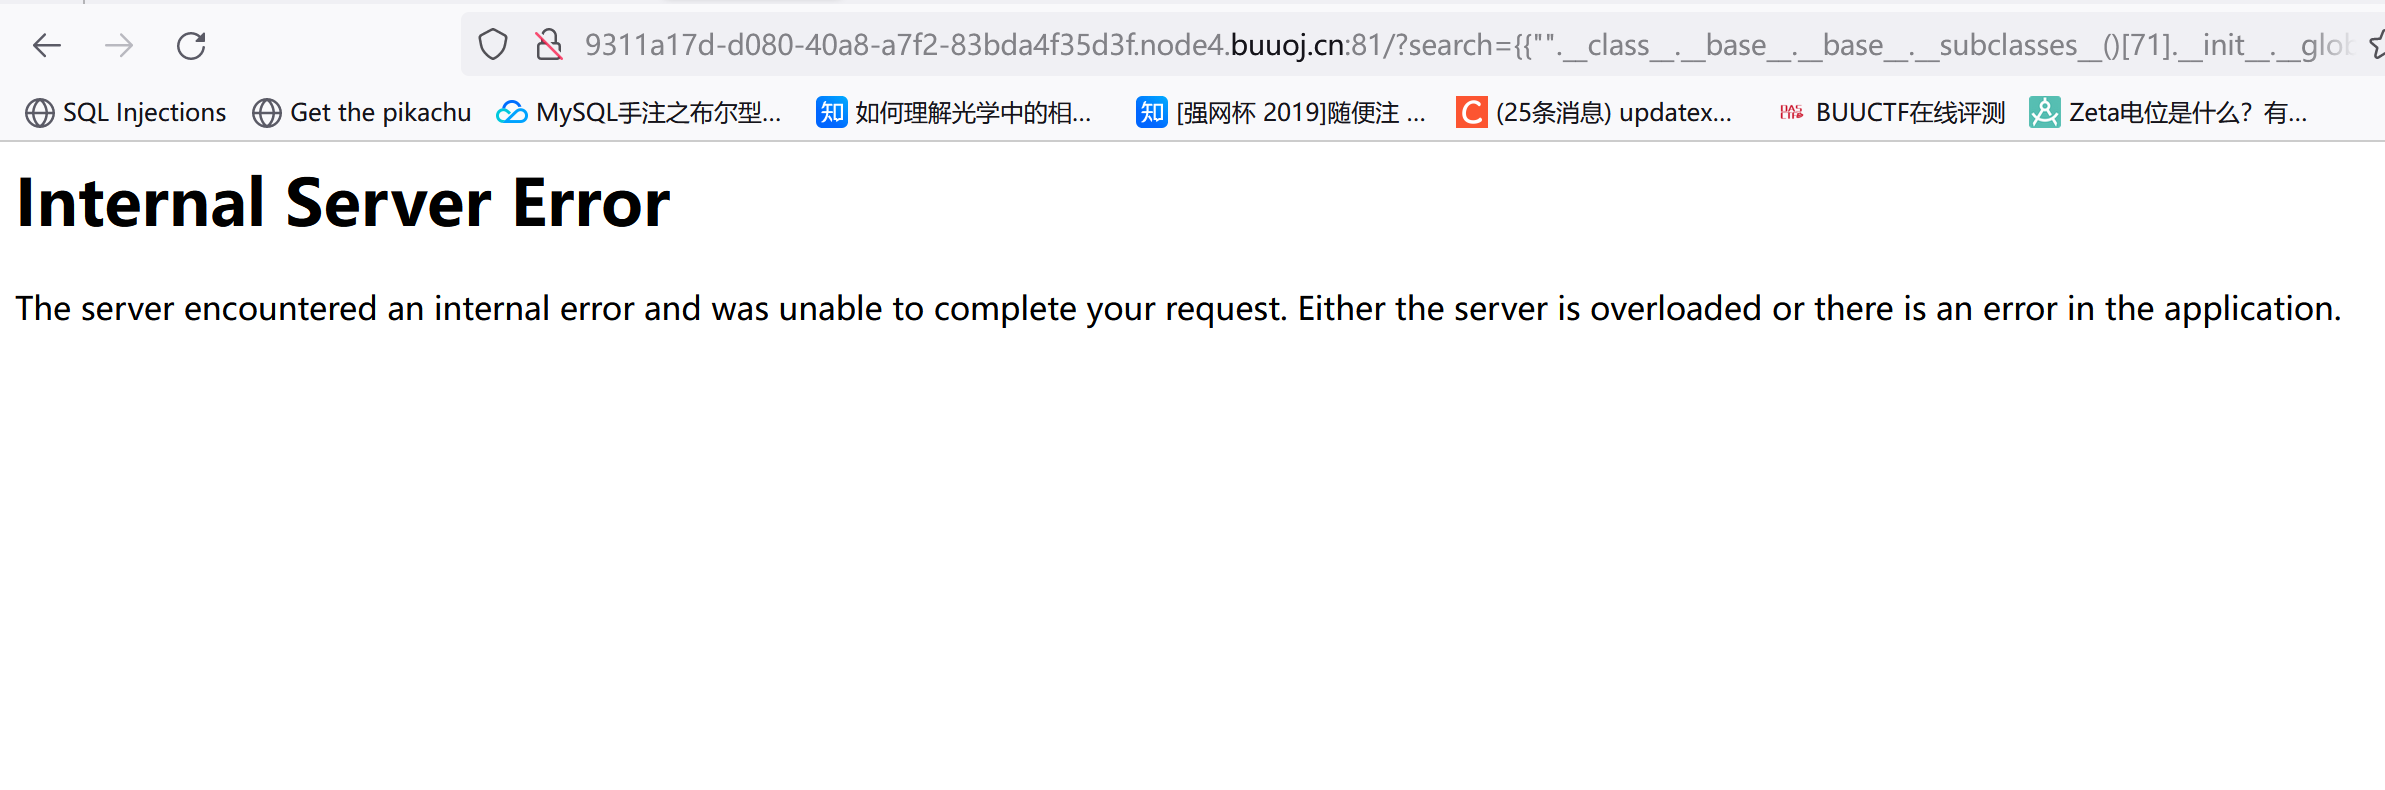 9311a17d-d080-40a8-a7f2-83bda4f35d3f.node4.buuoj.cn:81/?search={{"".__class__.__base__.__base__.__subclasses__()[71].__init__.__glob
SQL Injections Get the pikachu MySQL手注之布尔型... 知 如何理解光学中的相... 知 [强网杯 2019]随便注 ... C (25条消息) updatex... BUUCTF在线评测 Zeta电位是什么？有...
Internal Server Error
The server encountered an internal error and was unable to complete your request. Either the server is overloaded or there is an error in the application.